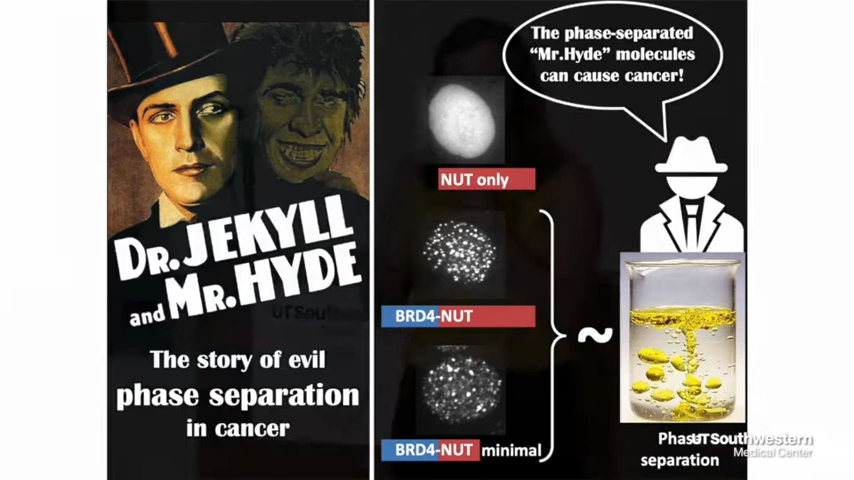 DR. JEKYLL
and MR. HYDE
The story of evil
phase separation
in cancer
The phase-separated
“Mr.Hyde” molecules
can cause cancer!
NUT only
BRD4-NUT
BRD4-NUT minimal
~
Phase
separation
UT Southwestern
Medical Center
UTSou